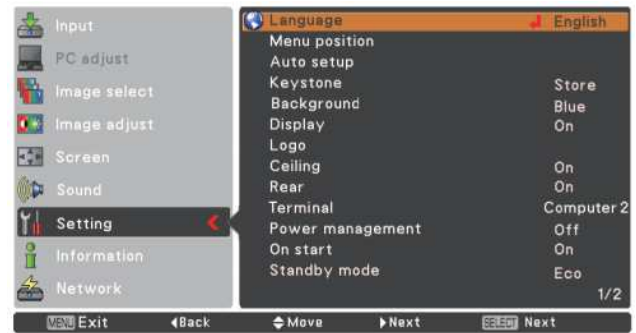 Input
PC adjust
Image select
Image adjust
Screen
Sound
Setting
Information
Network
Language English
Menu position
Auto setup
Keystone Store
Background Blue
Display On
Logo
Ceiling On
Rear On
Terminal Computer 2
Power management Off
On start On
Standby mode Eco
1/2
MENU Exit Back Move Next SELECT Next